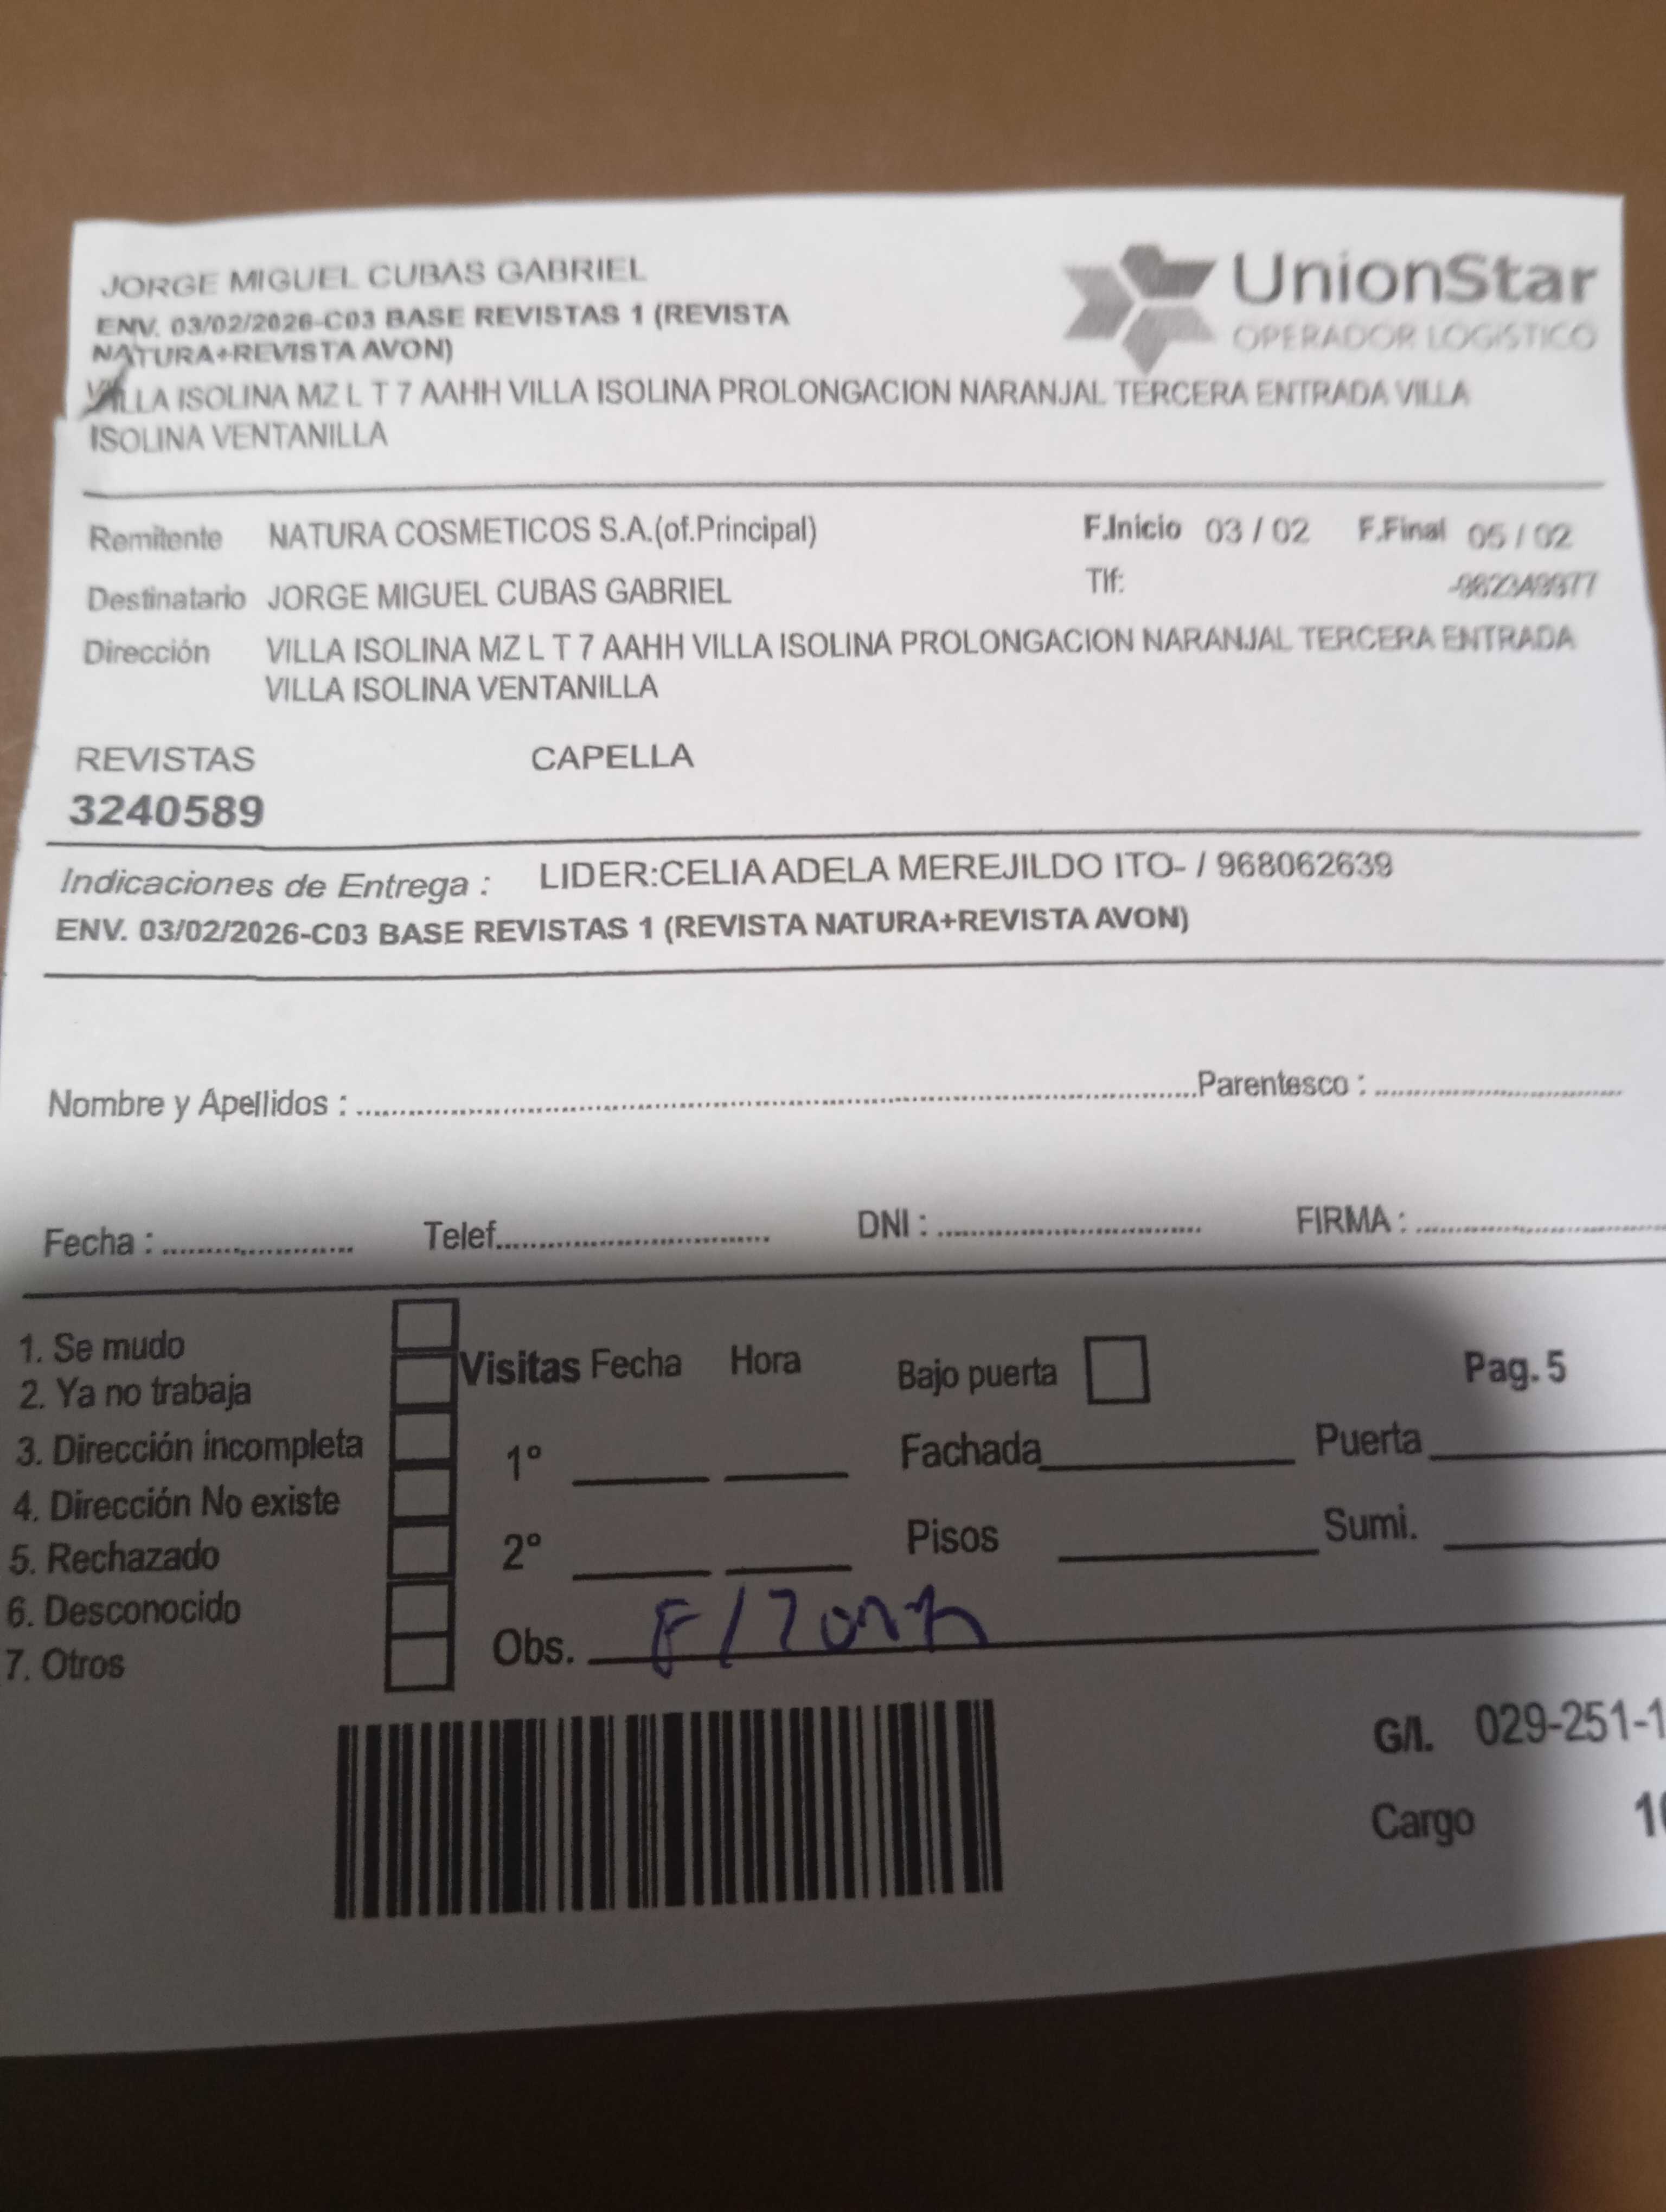 JORGE MIGUEL CUBAS GABRIEL
ENV. 03/02/2026-C03 BASE REVISTAS 1 (REVISTA
NATURA+REVISTA AVON)
VILLA ISOLINA MZ L T 7 AAHH VILLA ISOLINA PROLONGACION NARANJAL TERCERA ENTRADA VILLA
ISOLINA VENTANILLA
UnionStar
OPERADOR LOGISTICO
Remitente NATURA COSMETICOS S.A.(of.Principal) F.Inicio 03 / 02 F.Final 05 / 02
Destinatario JORGE MIGUEL CUBAS GABRIEL Tlf:
Dirección VILLA ISOLINA MZ L T 7 AAHH VILLA ISOLINA PROLONGACION NARANJAL TERCERA ENTRADA
VILLA ISOLINA VENTANILLA
REVISTAS CAPELLA
3240589
Indicaciones de Entrega : LIDER:CELIA ADELA MEREJILDO ITO- / 968062639
ENV. 03/02/2026-C03 BASE REVISTAS 1 (REVISTA NATURA+REVISTA AVON)
Nombre y Apellidos : Parentesco :
Fecha : Telef. DNI : FIRMA :
1. Se mudo
2. Ya no trabaja
3. Dirección incompleta
4. Dirección No existe
5. Rechazado
6. Desconocido
7. Otros
Visitas Fecha Hora
1º
2º
Obs. F/Zona
Bajo puerta Pag. 5
Fachada Puerta
Pisos Sumi.
G/I. 029-251-1
Cargo